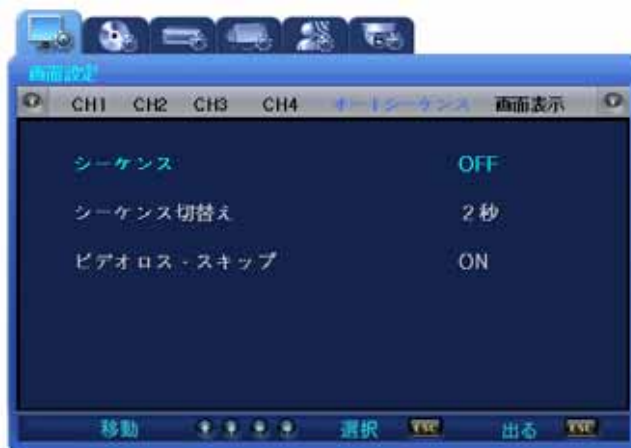 画面設定
CH1 CH2 CH3 CH4 オートシーケンス 画面表示
シーケンス OFF
シーケンス切替え 2秒
ビデオロス・スキップ ON
移動 選択 出る ESC